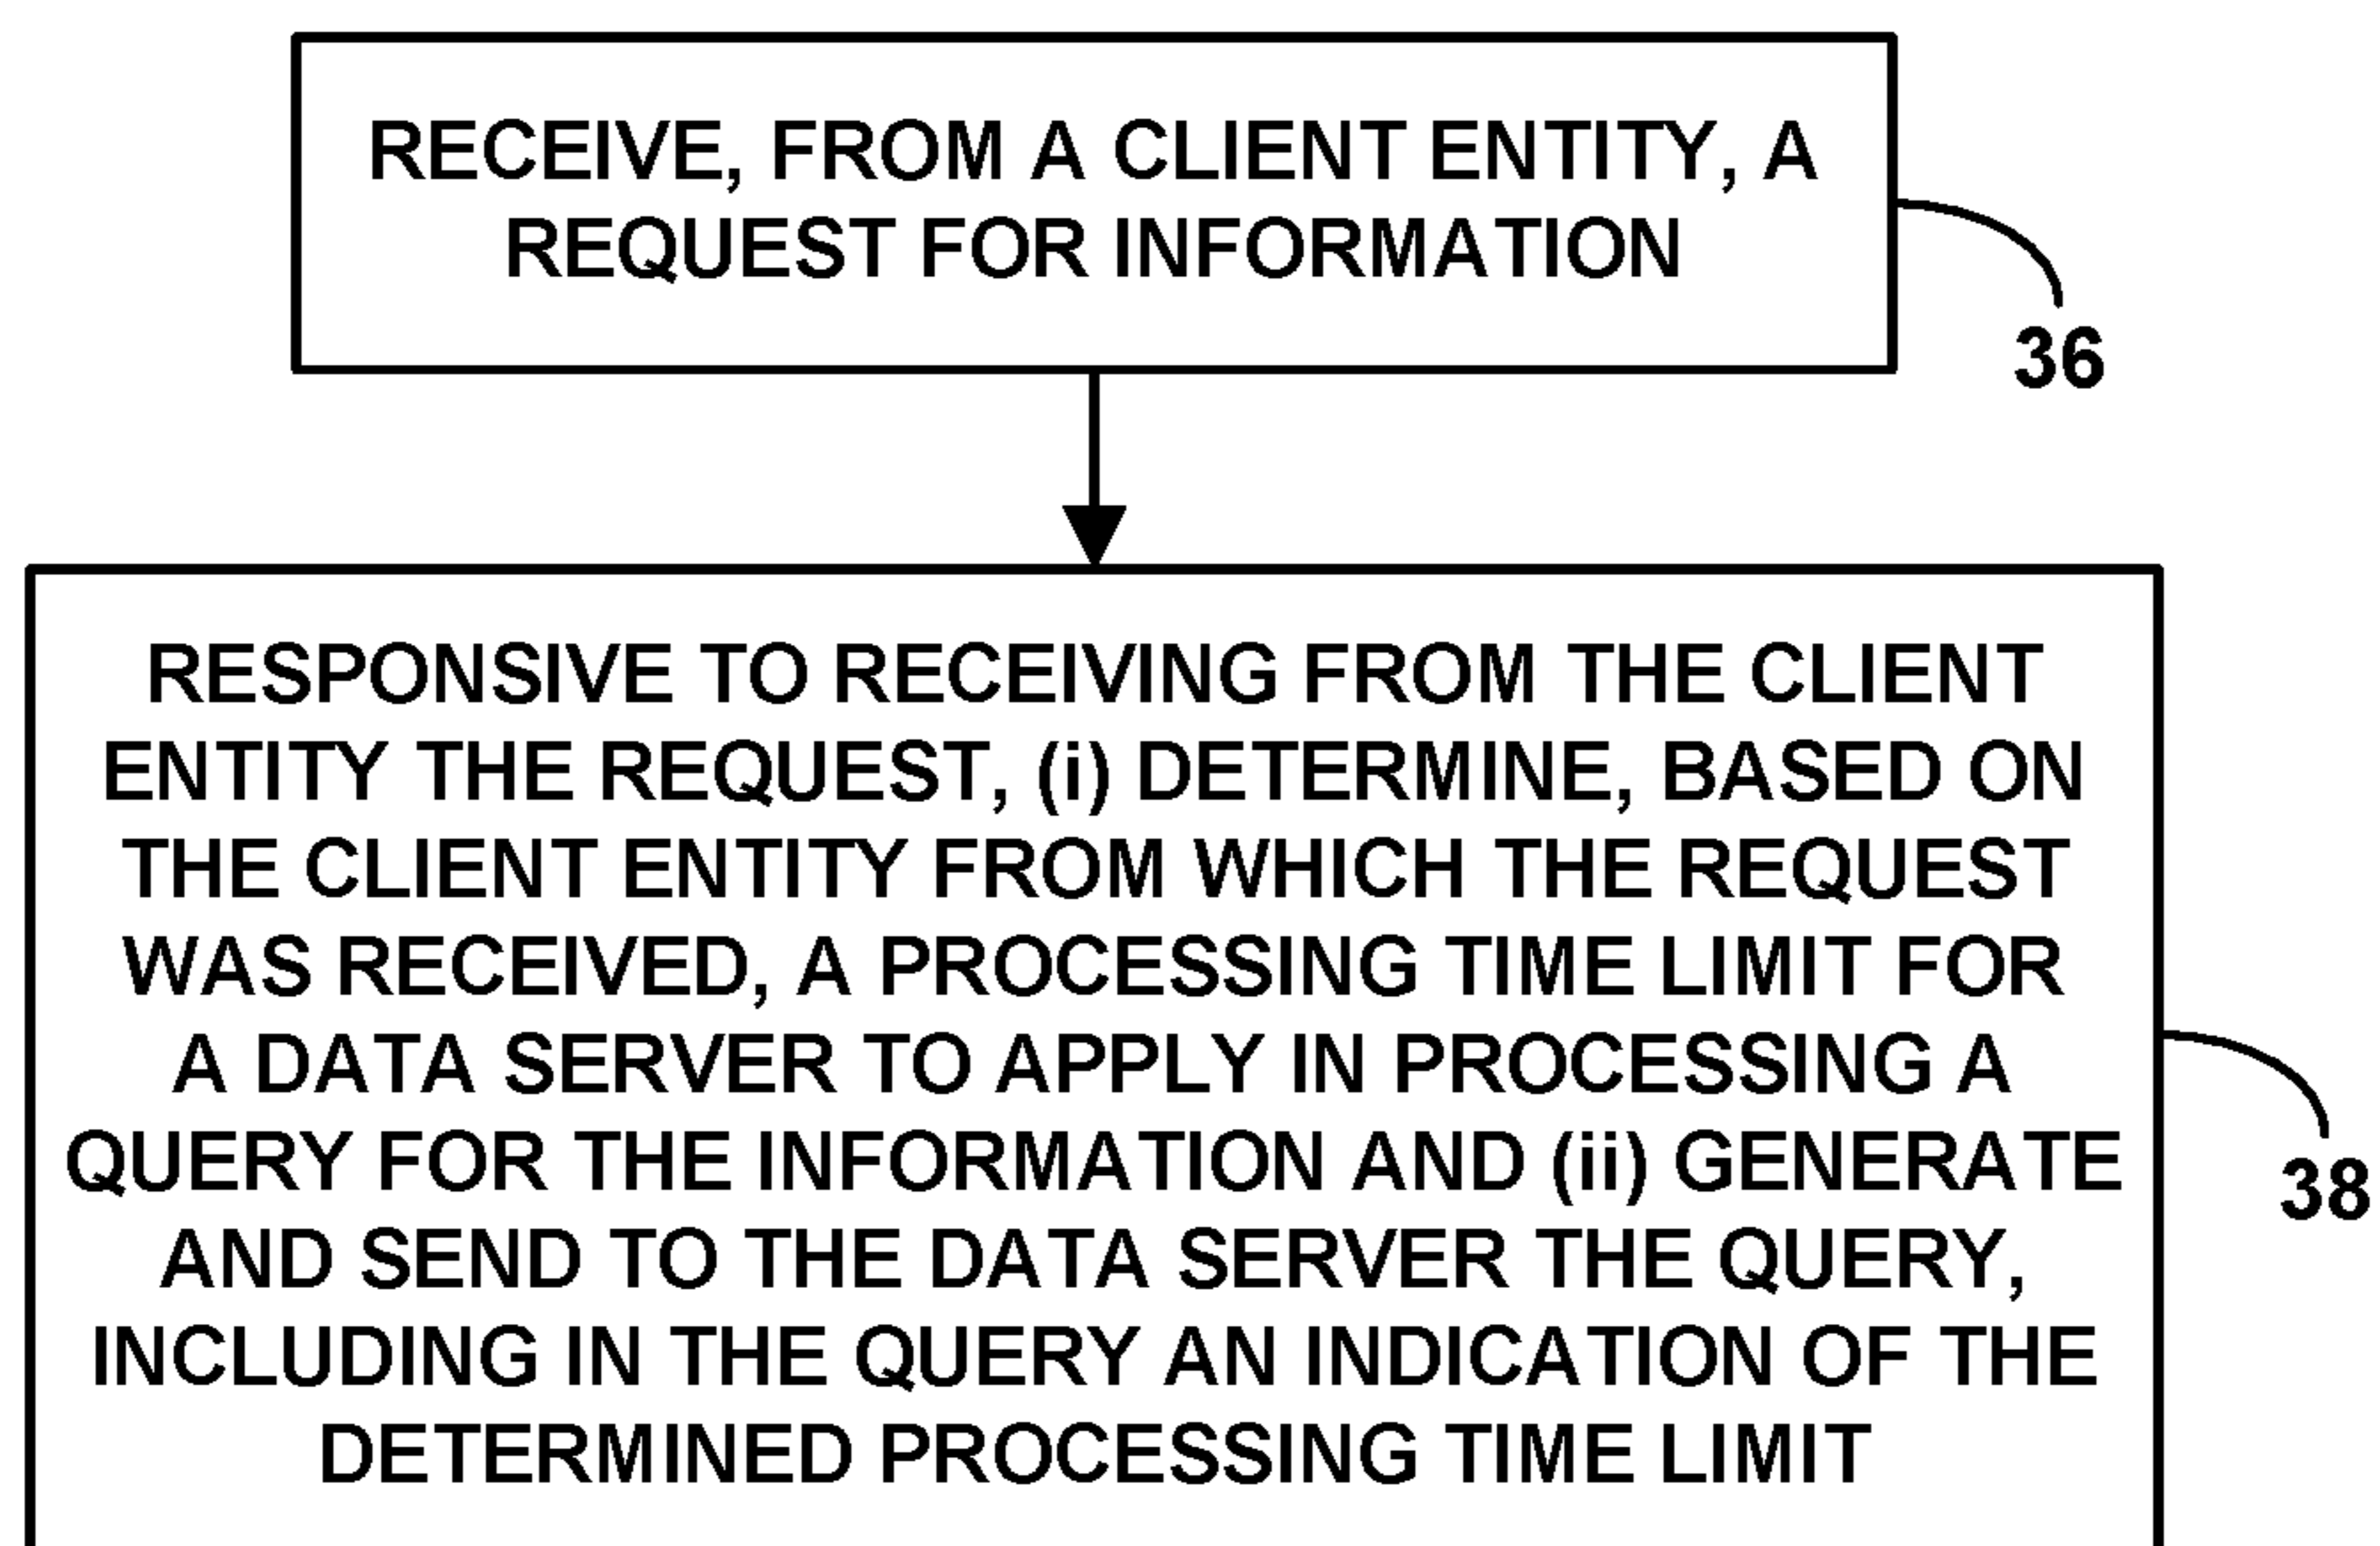 RECEIVE, FROM A CLIENT ENTITY, A
REQUEST FOR INFORMATION
36
RESPONSIVE TO RECEIVING FROM THE CLIENT
ENTITY THE REQUEST, (i) DETERMINE, BASED ON
THE CLIENT ENTITY FROM WHICH THE REQUEST
WAS RECEIVED, A PROCESSING TIME LIMIT FOR
A DATA SERVER TO APPLY IN PROCESSING A
QUERY FOR THE INFORMATION AND (ii) GENERATE
AND SEND TO THE DATA SERVER THE QUERY,
INCLUDING IN THE QUERY AN INDICATION OF THE
DETERMINED PROCESSING TIME LIMIT
38